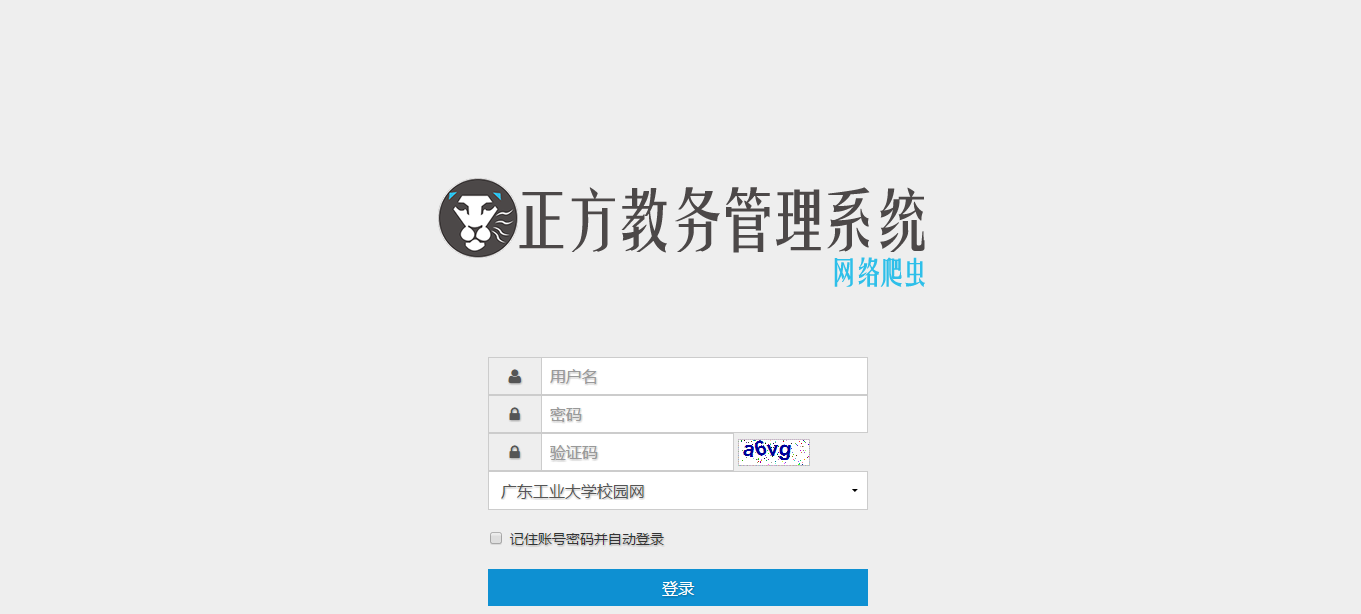 正方教务管理系统
网络爬虫
用户名
密码
验证码
a6vg
广东工业大学校园网
记住账号密码并自动登录
登录